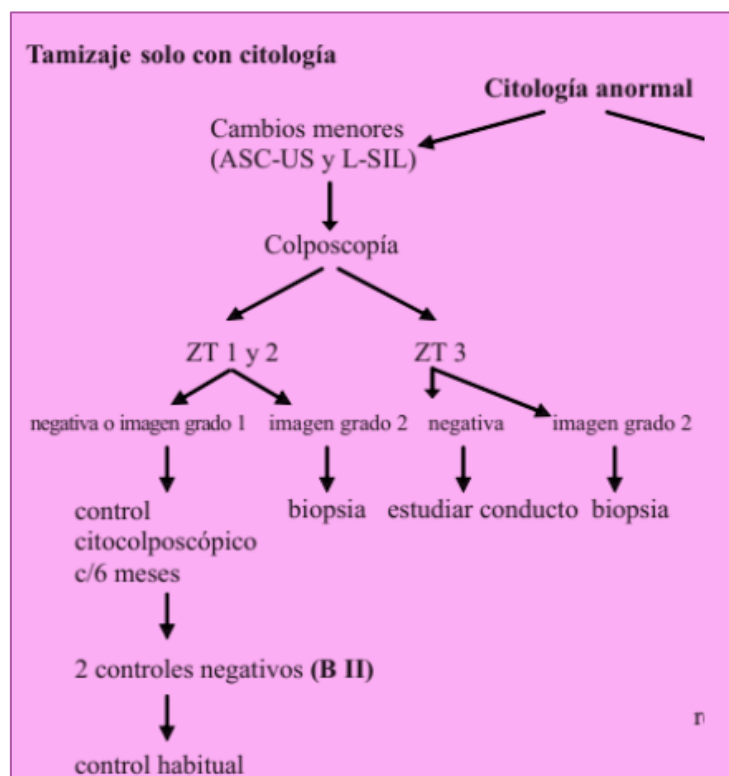 Tamizaje solo con citología
Citología anormal
Cambios menores
(ASC-US y L-SIL)
Colposcopía
ZT 1 y 2
ZT 3
negativa o imagen grado 1
imagen grado 2
negativa
imagen grado 2
control
citocolposcópico
c/6 meses
biopsia
estudiar conducto
biopsia
2 controles negativos (B II)
control habitual